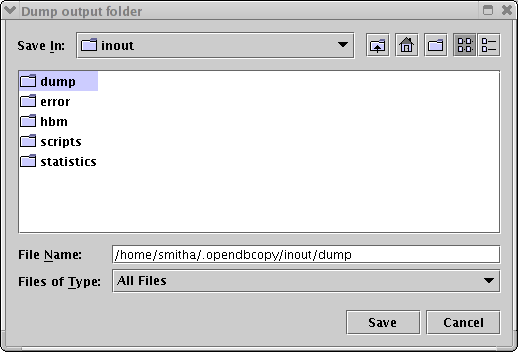 Dump output folder
Save In: inout
dump
error
hbm
scripts
statistics
File Name: /home/smitha/.opendbcopy/inout/dump
Files of Type: All Files
Save Cancel